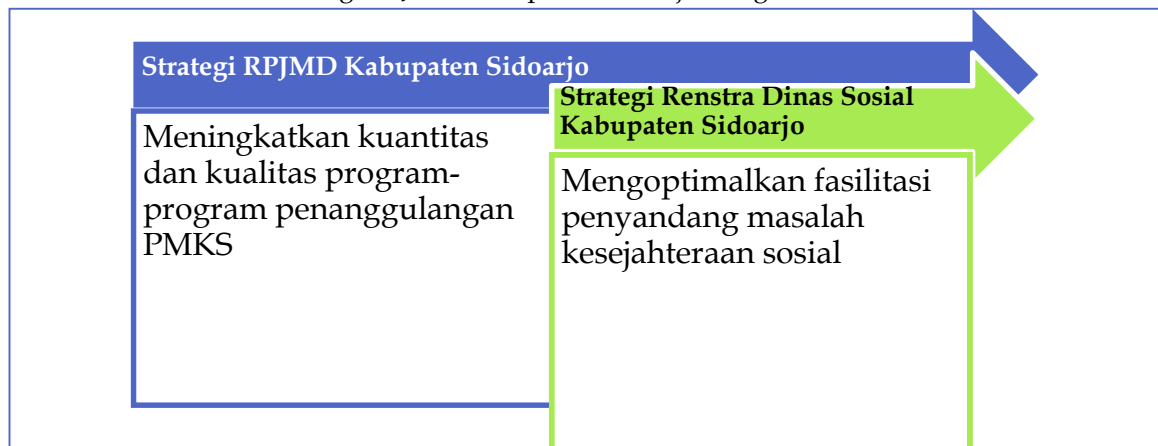 Strategi RPJMD Kabupaten Sidoarjo
Meningkatkan kuantitas
dan kualitas program-
program penanggulangan
PMKS
Strategi Renstra Dinas Sosial
Kabupaten Sidoarjo
Mengoptimalkan fasilitasi
penyandang masalah
kesejahteraan sosial